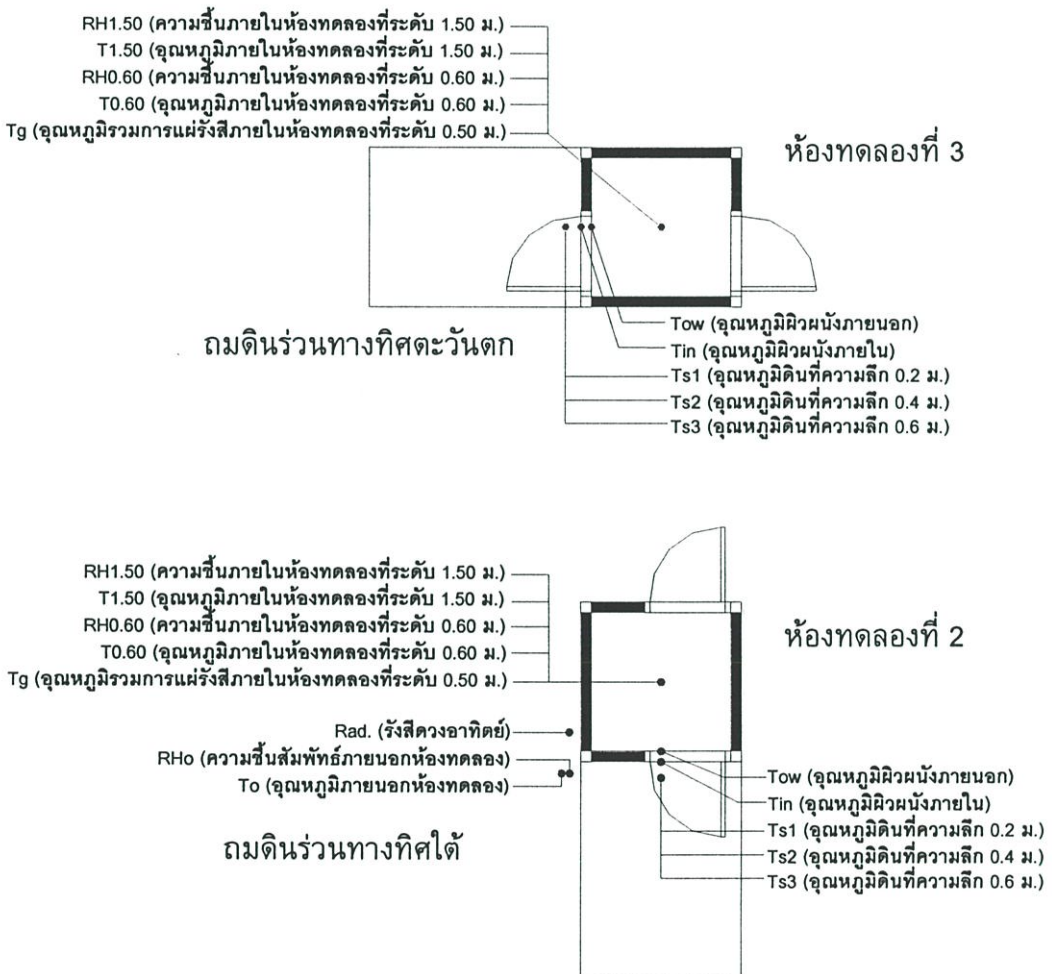 RH1.50 (ความชื้นภายในห้องทดลองที่ระดับ 1.50 ม.)
T1.50 (อุณหภูมิภายในห้องทดลองที่ระดับ 1.50 ม.)
RH0.60 (ความชื้นภายในห้องทดลองที่ระดับ 0.60 ม.)
T0.60 (อุณหภูมิภายในห้องทดลองที่ระดับ 0.60 ม.)
Tg (อุณหภูมิรวมการแผ่รังสีภายในห้องทดลองที่ระดับ 0.50 ม.)
ห้องทดลองที่ 3
ถมดินร่วนทางทิศตะวันตก
Tow (อุณหภูมิผิวผนังภายนอก)
Tin (อุณหภูมิผิวผนังภายใน)
Ts1 (อุณหภูมิดินที่ความลึก 0.2 ม.)
Ts2 (อุณหภูมิดินที่ความลึก 0.4 ม.)
Ts3 (อุณหภูมิดินที่ความลึก 0.6 ม.)
RH1.50 (ความชื้นภายในห้องทดลองที่ระดับ 1.50 ม.)
T1.50 (อุณหภูมิภายในห้องทดลองที่ระดับ 1.50 ม.)
RH0.60 (ความชื้นภายในห้องทดลองที่ระดับ 0.60 ม.)
T0.60 (อุณหภูมิภายในห้องทดลองที่ระดับ 0.60 ม.)
Tg (อุณหภูมิรวมการแผ่รังสีภายในห้องทดลองที่ระดับ 0.50 ม.)
ห้องทดลองที่ 2
Rad. (รังสีดวงอาทิตย์)
RHo (ความชื้นสัมพัทธ์ภายนอกห้องทดลอง)
To (อุณหภูมิภายนอกห้องทดลอง)
ถมดินร่วนทางทิศใต้
Tow (อุณหภูมิผิวผนังภายนอก)
Tin (อุณหภูมิผิวผนังภายใน)
Ts1 (อุณหภูมิดินที่ความลึก 0.2 ม.)
Ts2 (อุณหภูมิดินที่ความลึก 0.4 ม.)
Ts3 (อุณหภูมิดินที่ความลึก 0.6 ม.)